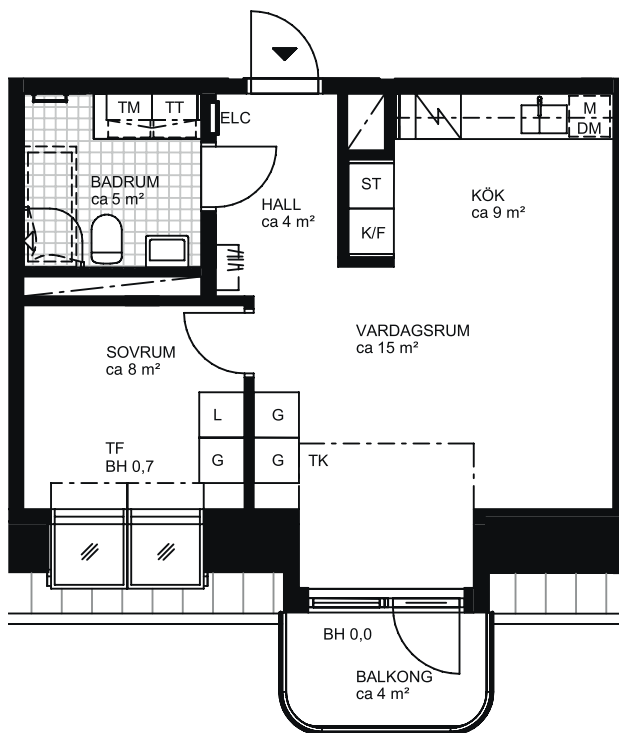 TM TT
ELC
M
DM
BADRUM
ca 5 m²
HALL
ca 4 m²
ST
K/F
KÖK
ca 9 m²
VARDAGSRUM
ca 15 m²
SOVRUM
ca 8 m²
L G
G G TK
TF
BH 0,7
BH 0,0
BALKONG
ca 4 m²